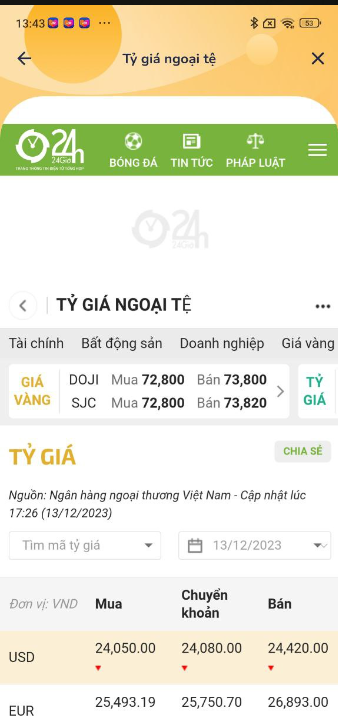 13:43 ... 53
Tỷ giá ngoại tệ
24h
24Giờ
BÓNG ĐÁ TIN TỨC PHÁP LUẬT
24h
24Giờ
TỶ GIÁ NGOẠI TỆ
Tài chính Bất động sản Doanh nghiệp Giá vàng
GIÁ VÀNG DOJI Mua 72,800 Bán 73,800
SJC Mua 72,800 Bán 73,820
TỶ GIÁ
TỶ GIÁ CHIA SẺ
Nguồn: Ngân hàng ngoại thương Việt Nam - Cập nhật lúc
17:26 (13/12/2023)
Tìm mã tỷ giá 13/12/2023
Đơn vị: VND Mua Chuyển khoản Bán
USD 24,050.00 24,080.00 24,420.00
EUR 25,493.19 25,750.70 26,893.00